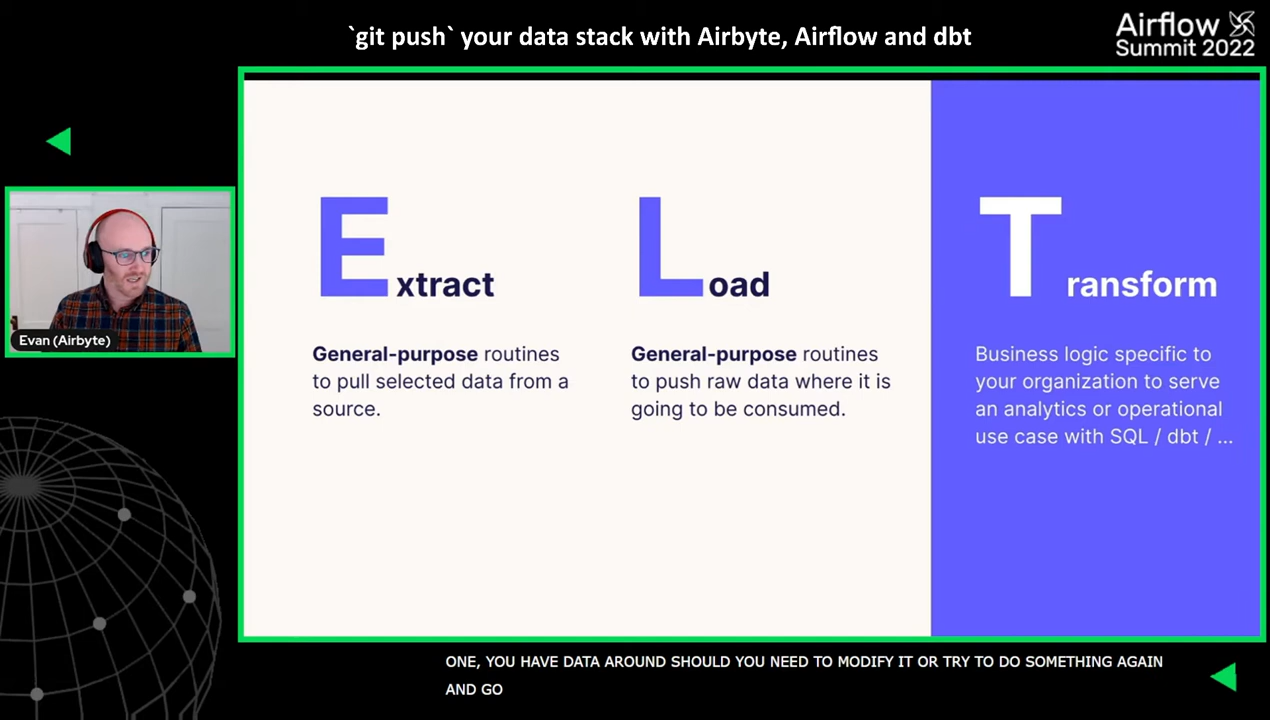 `git push` your data stack with Airbyte, Airflow and dbt
Airflow
Summit 2022
Extract
Load
Transform
General-purpose routines
to pull selected data from a
source.
General-purpose routines
to push raw data where it is
going to be consumed.
Business logic specific to
your organization to serve
an analytics or operational
use case with SQL / dbt / ...
Evan (Airbyte)
ONE, YOU HAVE DATA AROUND SHOULD YOU NEED TO MODIFY IT OR TRY TO DO SOMETHING AGAIN
AND GO